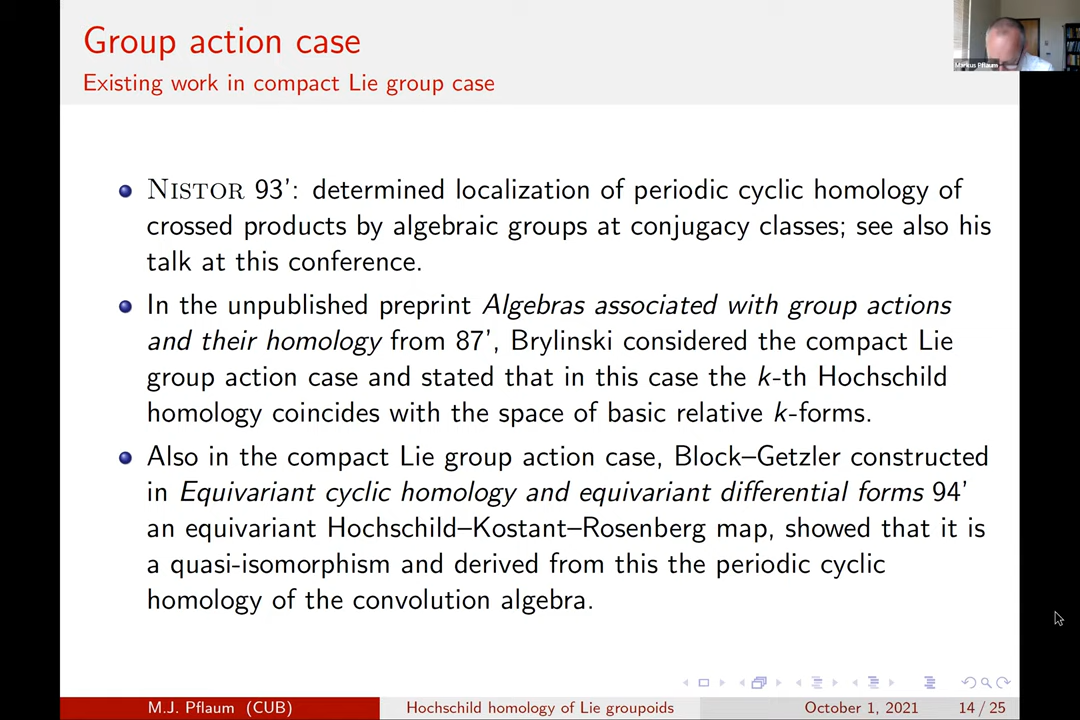 Group action case
Existing work in compact Lie group case
Markus Pflaum
NISTOR 93’: determined localization of periodic cyclic homology of
crossed products by algebraic groups at conjugacy classes; see also his
talk at this conference.
In the unpublished preprint Algebras associated with group actions
and their homology from 87’, Brylinski considered the compact Lie
group action case and stated that in this case the k-th Hochschild
homology coincides with the space of basic relative k-forms.
Also in the compact Lie group action case, Block–Getzler constructed
in Equivariant cyclic homology and equivariant differential forms 94’
an equivariant Hochschild–Kostant–Rosenberg map, showed that it is
a quasi-isomorphism and derived from this the periodic cyclic
homology of the convolution algebra.
M.J. Pflaum (CUB) Hochschild homology of Lie groupoids October 1, 2021 14 / 25